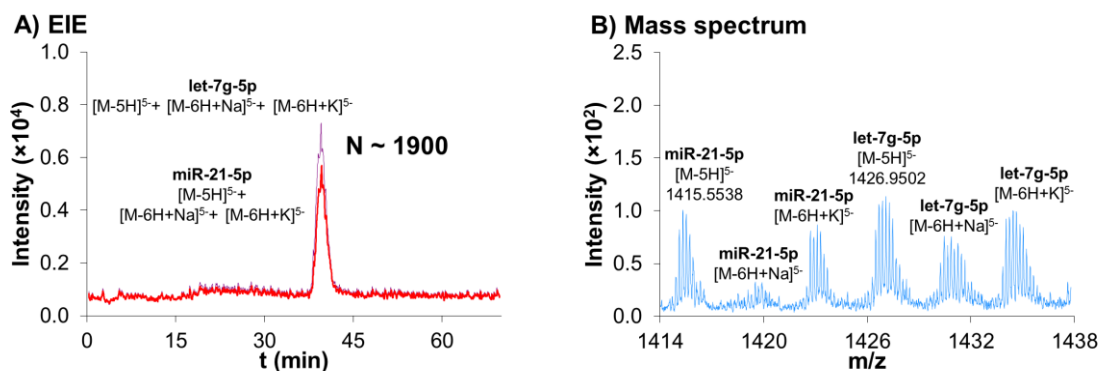 A) EIE
Intensity (×10⁴)
1.0
0.8
0.6
0.4
0.2
0.0
let-7g-5p
[M-5H]⁵⁻+ [M-6H+Na]⁵⁻+ [M-6H+K]⁵⁻
N ~ 1900
miR-21-5p
[M-5H]⁵⁻+
[M-6H+Na]⁵⁻+ [M-6H+K]⁵⁻
0 15 30 45 60
t (min)
B) Mass spectrum
Intensity (×10²)
2.5
2.0
1.5
1.0
0.5
0.0
miR-21-5p
[M-5H]⁵⁻
1415.5538
miR-21-5p
[M-6H+Na]⁵⁻
miR-21-5p
[M-6H+K]⁵⁻
let-7g-5p
[M-5H]⁵⁻
1426.9502
let-7g-5p
[M-6H+Na]⁵⁻
let-7g-5p
[M-6H+K]⁵⁻
1414 1420 1426 1432 1438
m/z